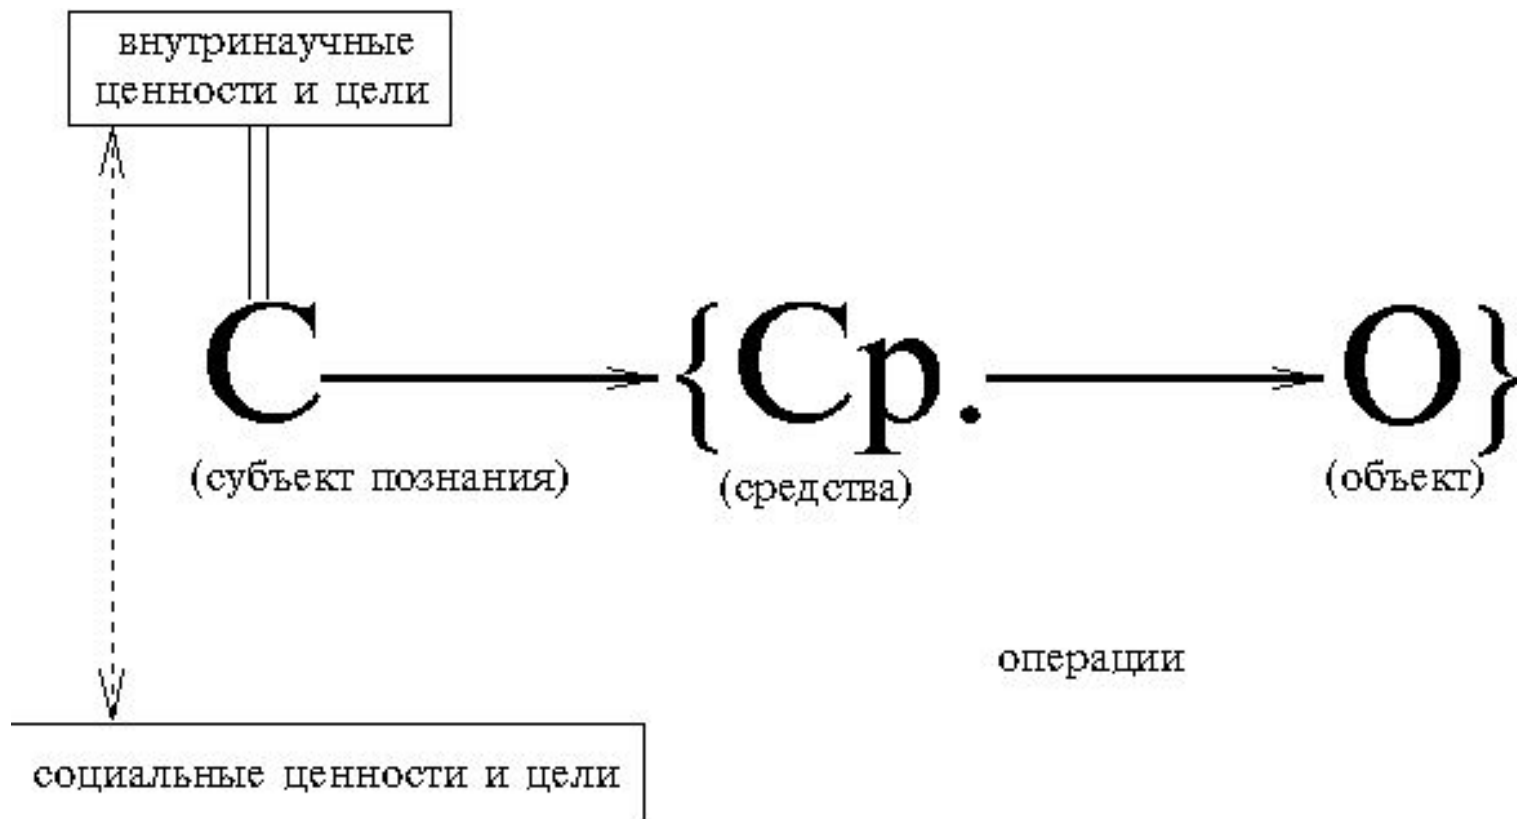 внутринаучные
ценности и цели
С {Ср. О}
(субъект познания) (средства) (объект)
операции
социальные ценности и цели